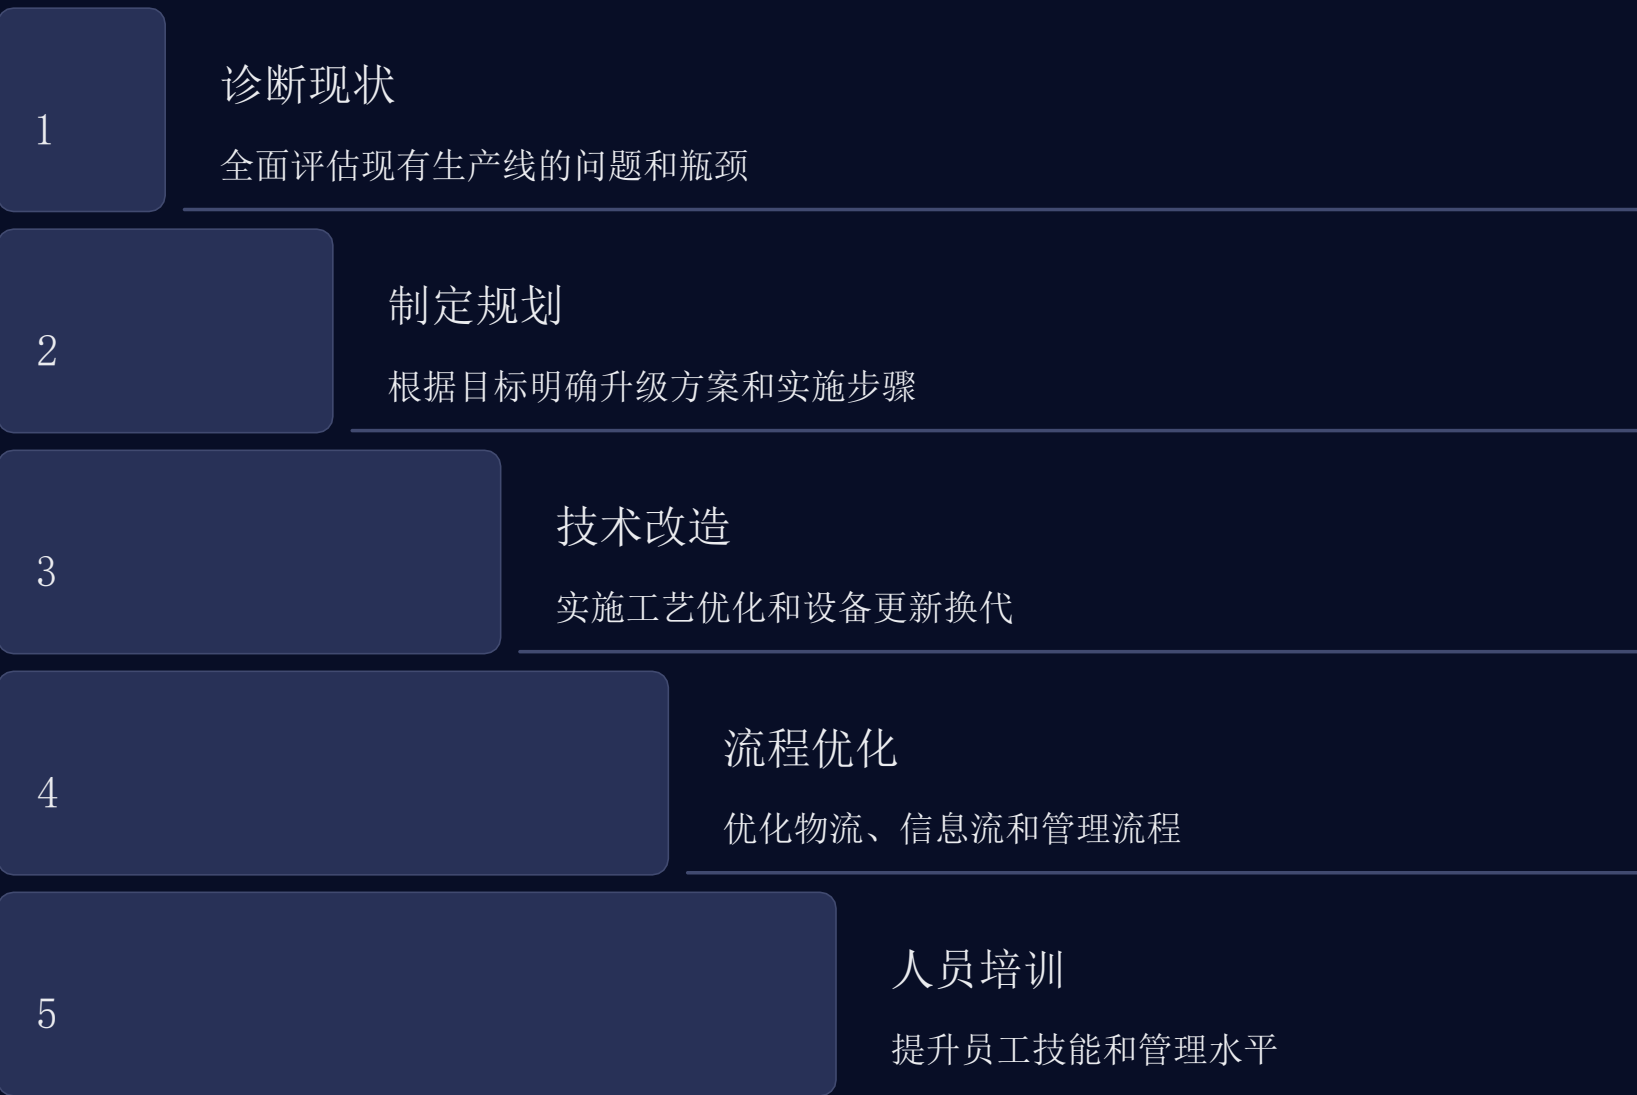 1
诊断现状
全面评估现有生产线的问题和瓶颈
2
制定规划
根据目标明确升级方案和实施步骤
3
技术改造
实施工艺优化和设备更新换代
4
流程优化
优化物流、信息流和管理流程
5
人员培训
提升员工技能和管理水平